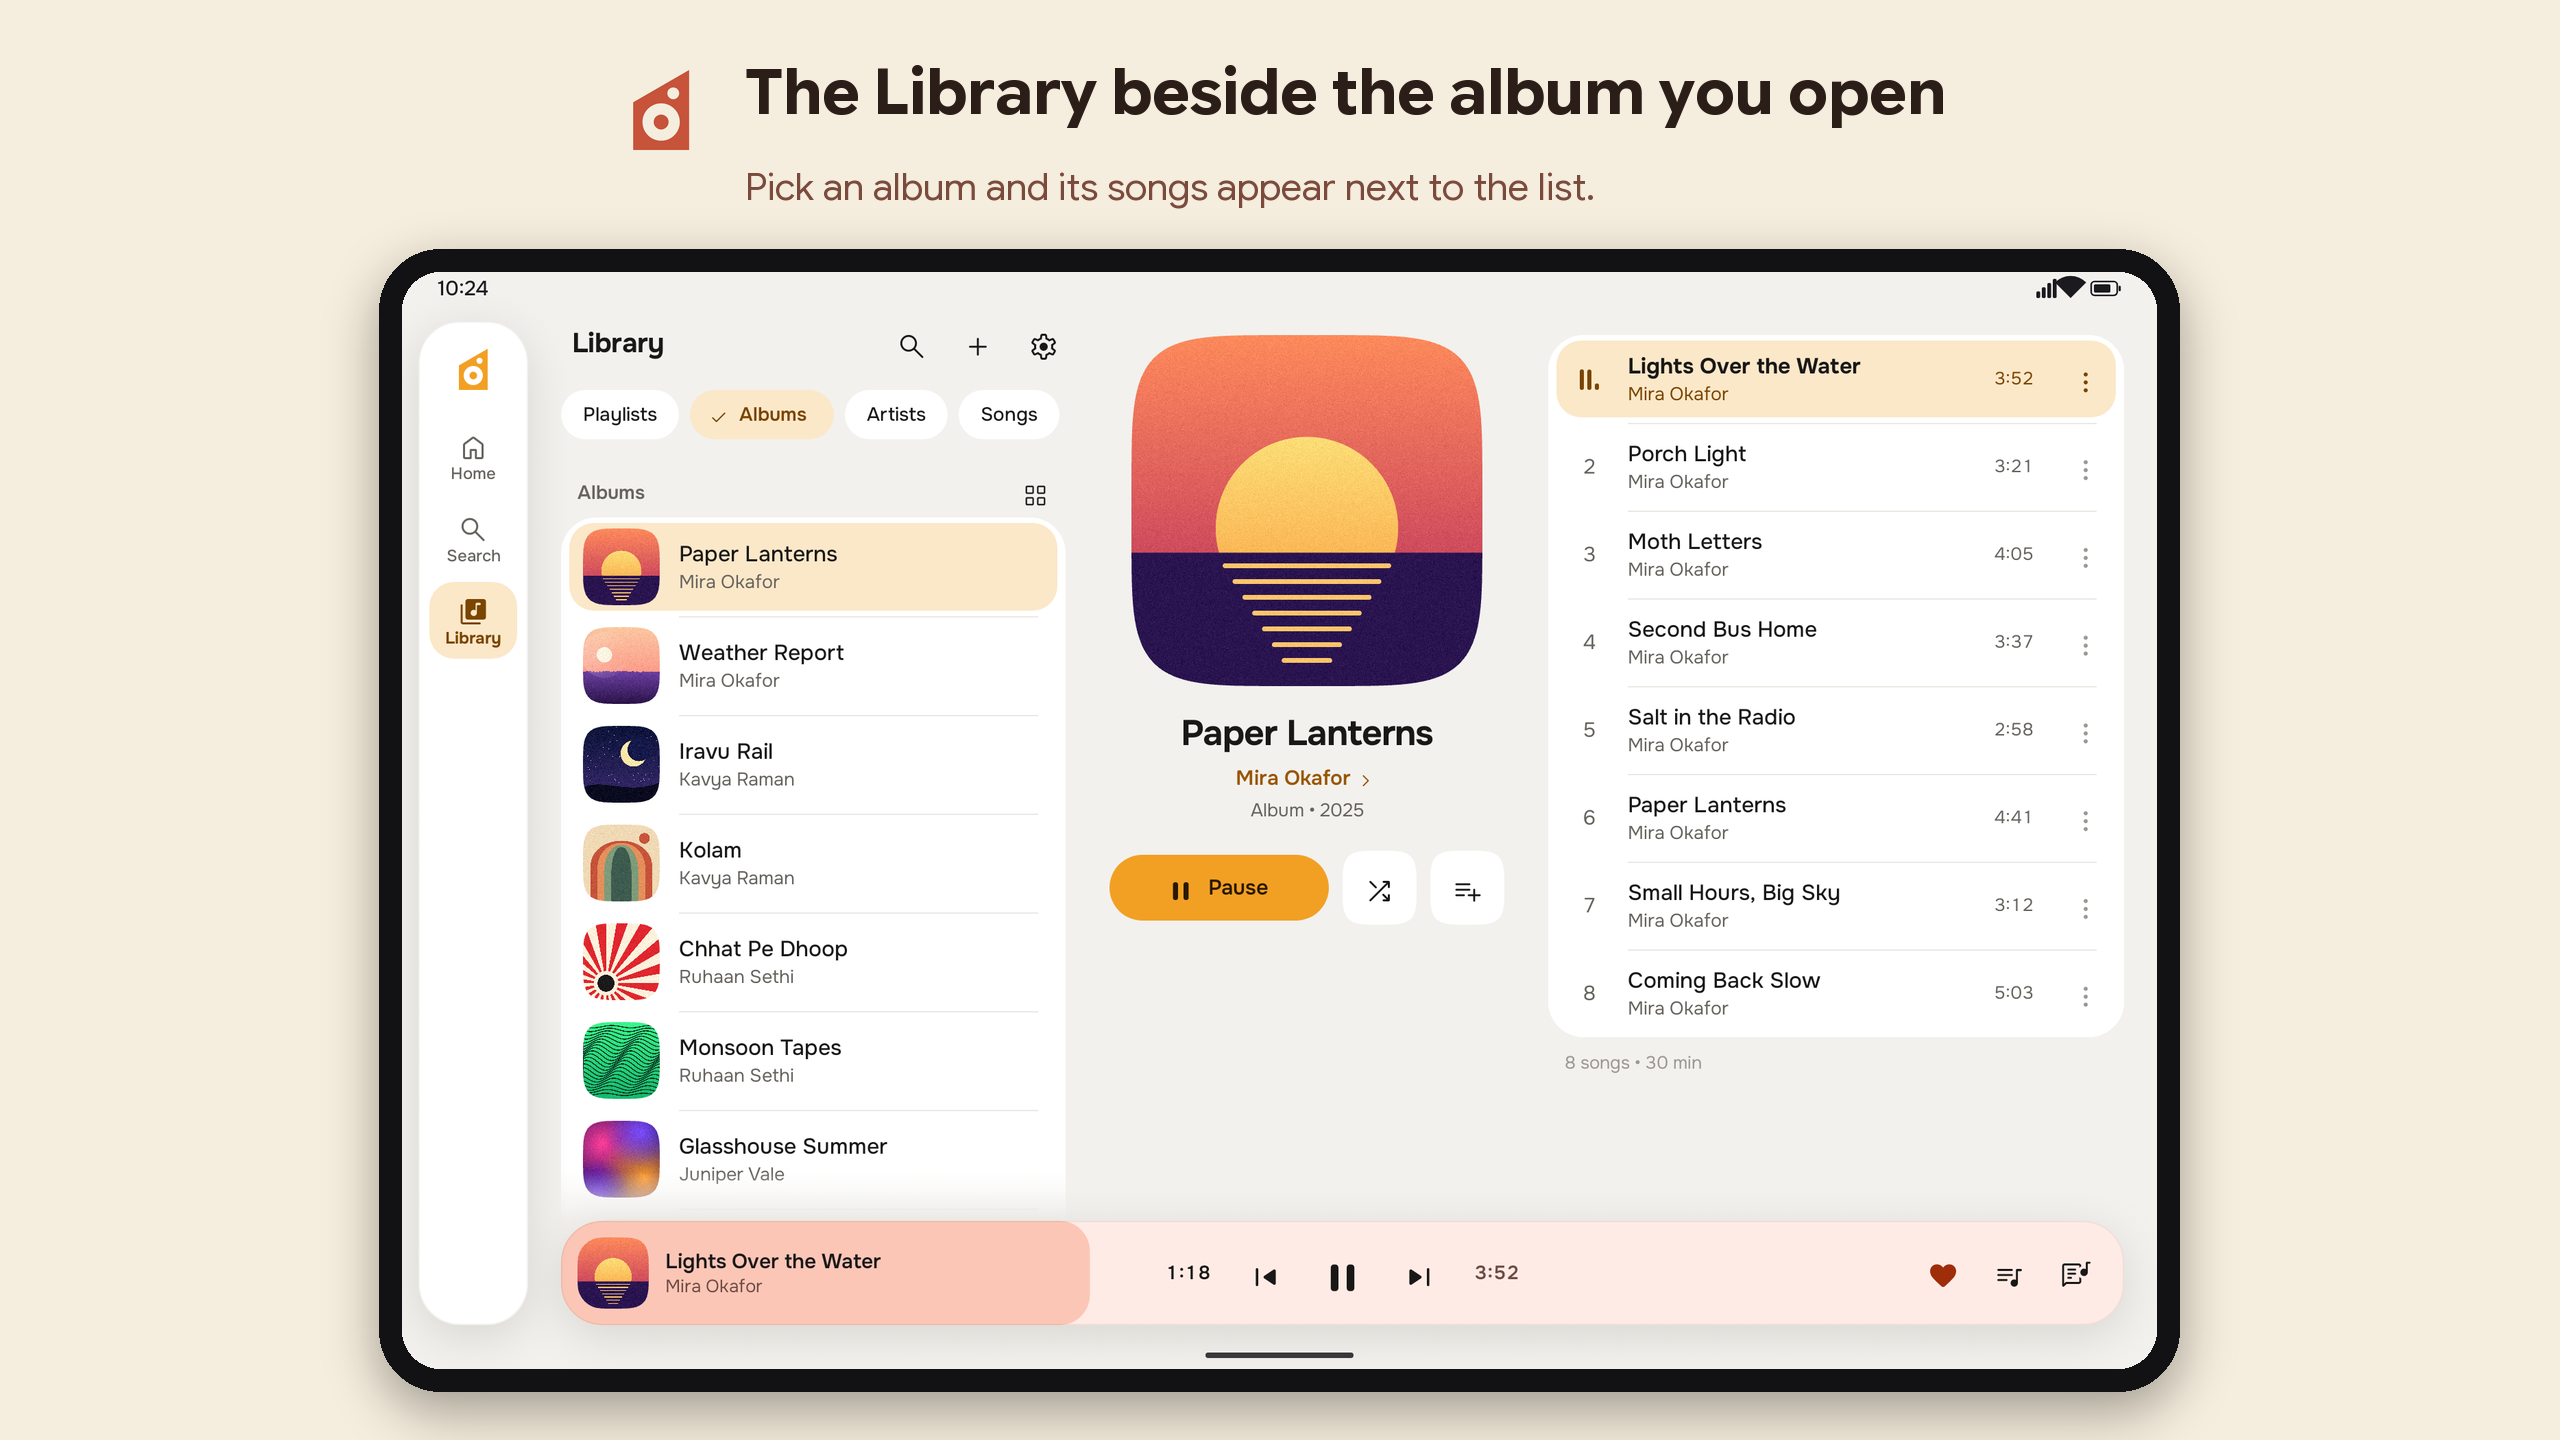 The Library beside the album you open
Pick an album and its songs appear next to the list.
10:24
Home
Search
Library
Library
Playlists
Albums
Artists
Songs
Albums
Paper Lanterns
Mira Okafor
Weather Report
Mira Okafor
Iravu Rail
Kavya Raman
Kolam
Kavya Raman
Chhat Pe Dhoop
Ruhaan Sethi
Monsoon Tapes
Ruhaan Sethi
Glasshouse Summer
Juniper Vale
Paper Lanterns
Mira Okafor
Album • 2025
Pause
Lights Over the Water
Mira Okafor
3:52
2
Porch Light
Mira Okafor
3:21
3
Moth Letters
Mira Okafor
4:05
4
Second Bus Home
Mira Okafor
3:37
5
Salt in the Radio
Mira Okafor
2:58
6
Paper Lanterns
Mira Okafor
4:41
7
Small Hours, Big Sky
Mira Okafor
3:12
8
Coming Back Slow
Mira Okafor
5:03
8 songs • 30 min
Lights Over the Water
Mira Okafor
1:18
3:52